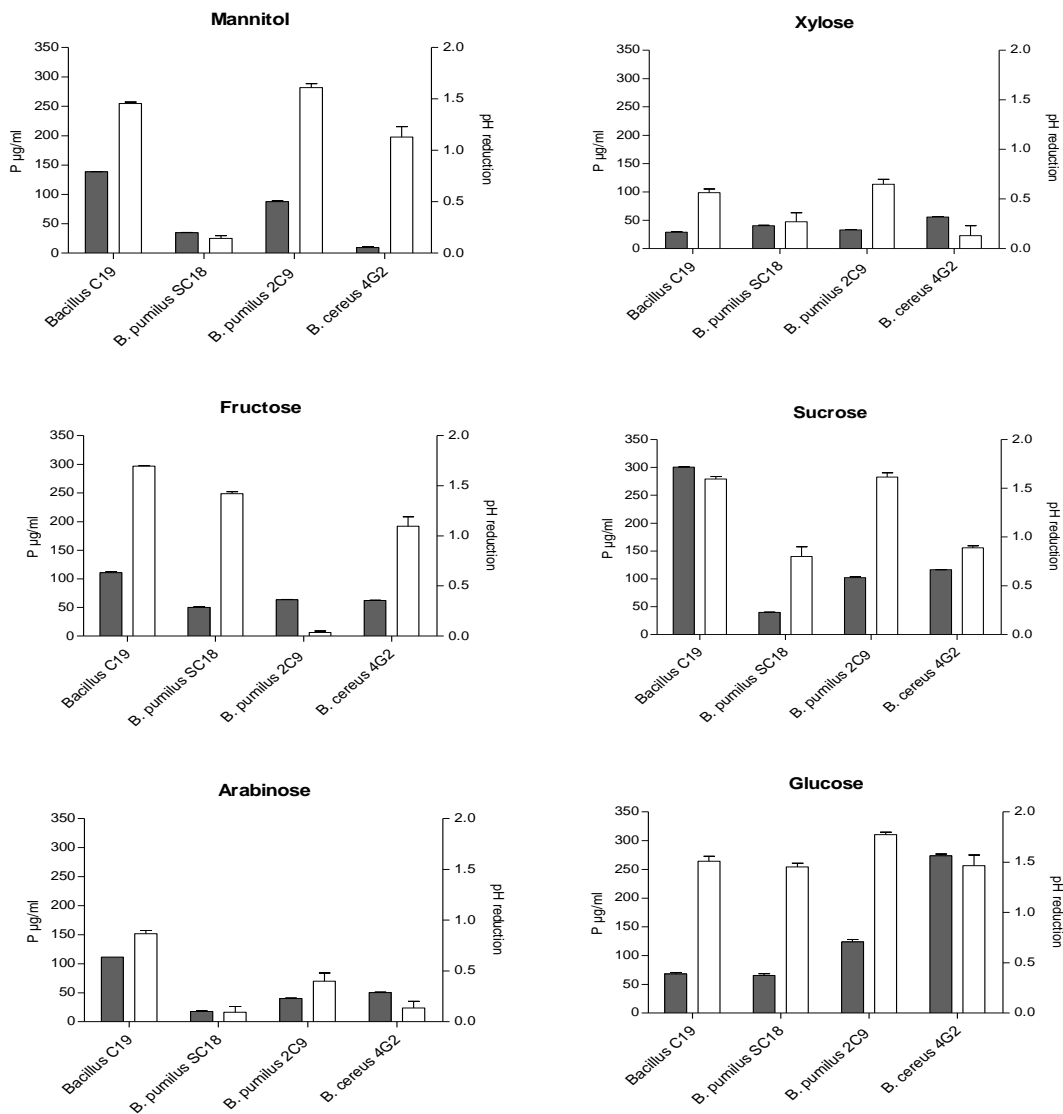 Mannitol
350
300
250
200
150
100
50
0
P µg/ml
2.0
1.5
1.0
0.5
0.0
pH reduction
Bacillus C19
B. pumilus SC18
B. pumilus 2C9
B. cereus 4G2
Xylose
350
300
250
200
150
100
50
0
P µg/ml
2.0
1.5
1.0
0.5
0.0
pH reduction
Bacillus C19
B. pumilus SC18
B. pumilus 2C9
B. cereus 4G2
Fructose
350
300
250
200
150
100
50
0
P µg/ml
2.0
1.5
1.0
0.5
0.0
pH reduction
Bacillus C19
B. pumilus SC18
B. pumilus 2C9
B. cereus 4G2
Sucrose
350
300
250
200
150
100
50
0
P µg/ml
2.0
1.5
1.0
0.5
0.0
pH reduction
Bacillus C19
B. pumilus SC18
B. pumilus 2C9
B. cereus 4G2
Arabinose
350
300
250
200
150
100
50
0
P µg/ml
2.0
1.5
1.0
0.5
0.0
pH reduction
Bacillus C19
B. pumilus SC18
B. pumilus 2C9
B. cereus 4G2
Glucose
350
300
250
200
150
100
50
0
P µg/ml
2.0
1.5
1.0
0.5
0.0
pH reduction
Bacillus C19
B. pumilus SC18
B. pumilus 2C9
B. cereus 4G2